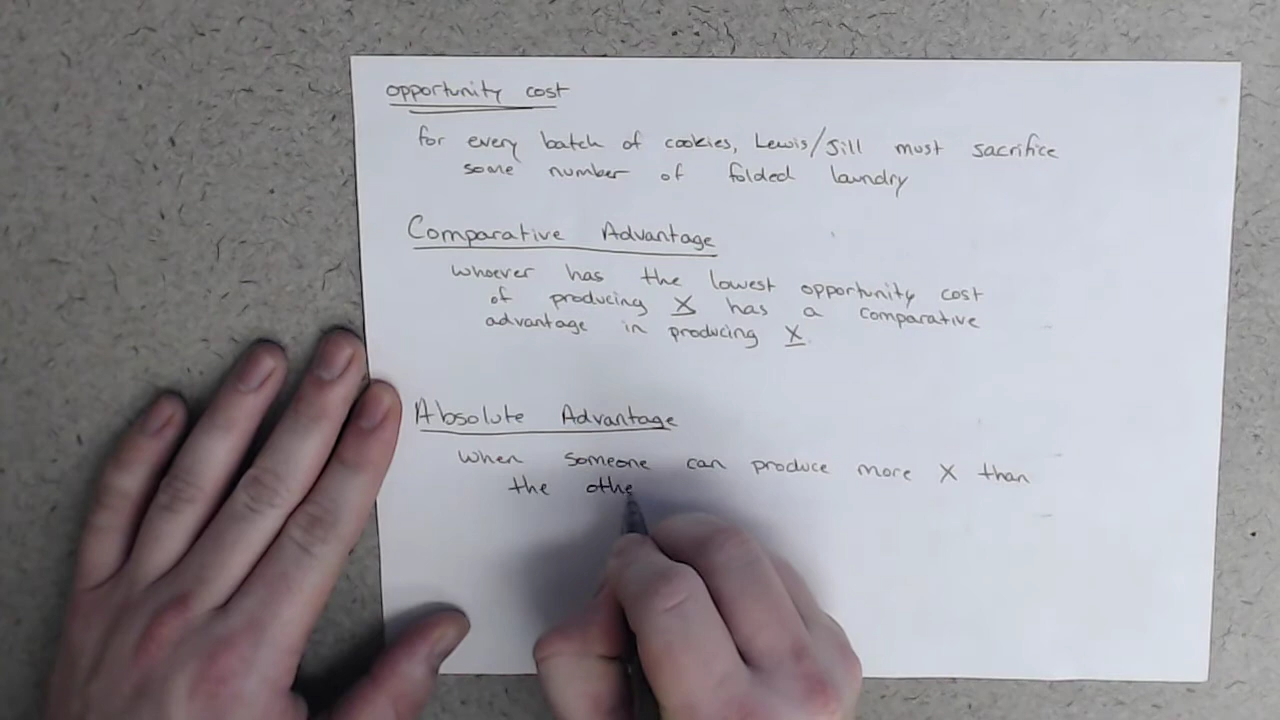 opportunity cost
for every batch of cookies, Lewis/Jill must sacrifice
some number of folded laundry
Comparative Advantage
whoever has the lowest opportunity cost
of producing X has a comparative
advantage in producing X.
Absolute Advantage
When someone can produce more X than
the othe